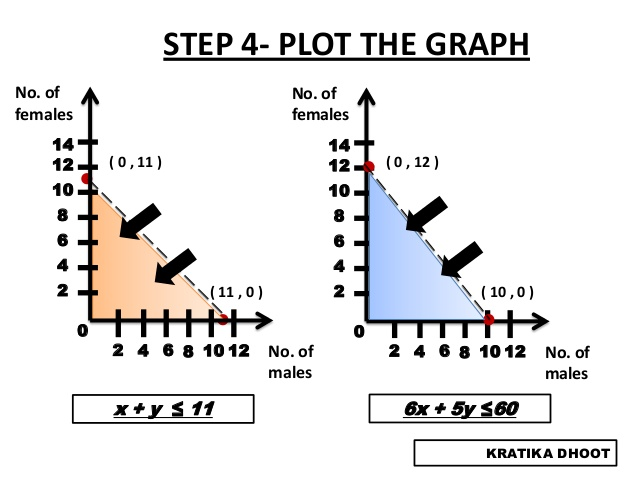 STEP 4- PLOT THE GRAPH
No. of
females
14
12
10
8
6
4
2
0
( 0 , 11 )
( 11 , 0 )
2 4 6 8 10 12
No. of
males
x + y ≤ 11
No. of
females
14
12
10
8
6
4
2
0
( 0 , 12 )
( 10 , 0 )
2 4 6 8 10 12
No. of
males
6x + 5y ≤60
KRATIKA DHOOT